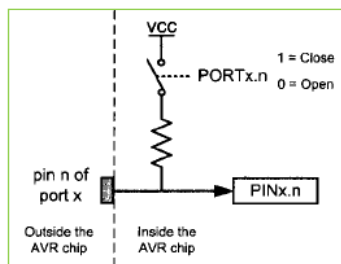 VCC
1 = Close
PORTx.n
0 = Open
pin n of
port x
PINx.n
Outside the
AVR chip
Inside the
AVR chip